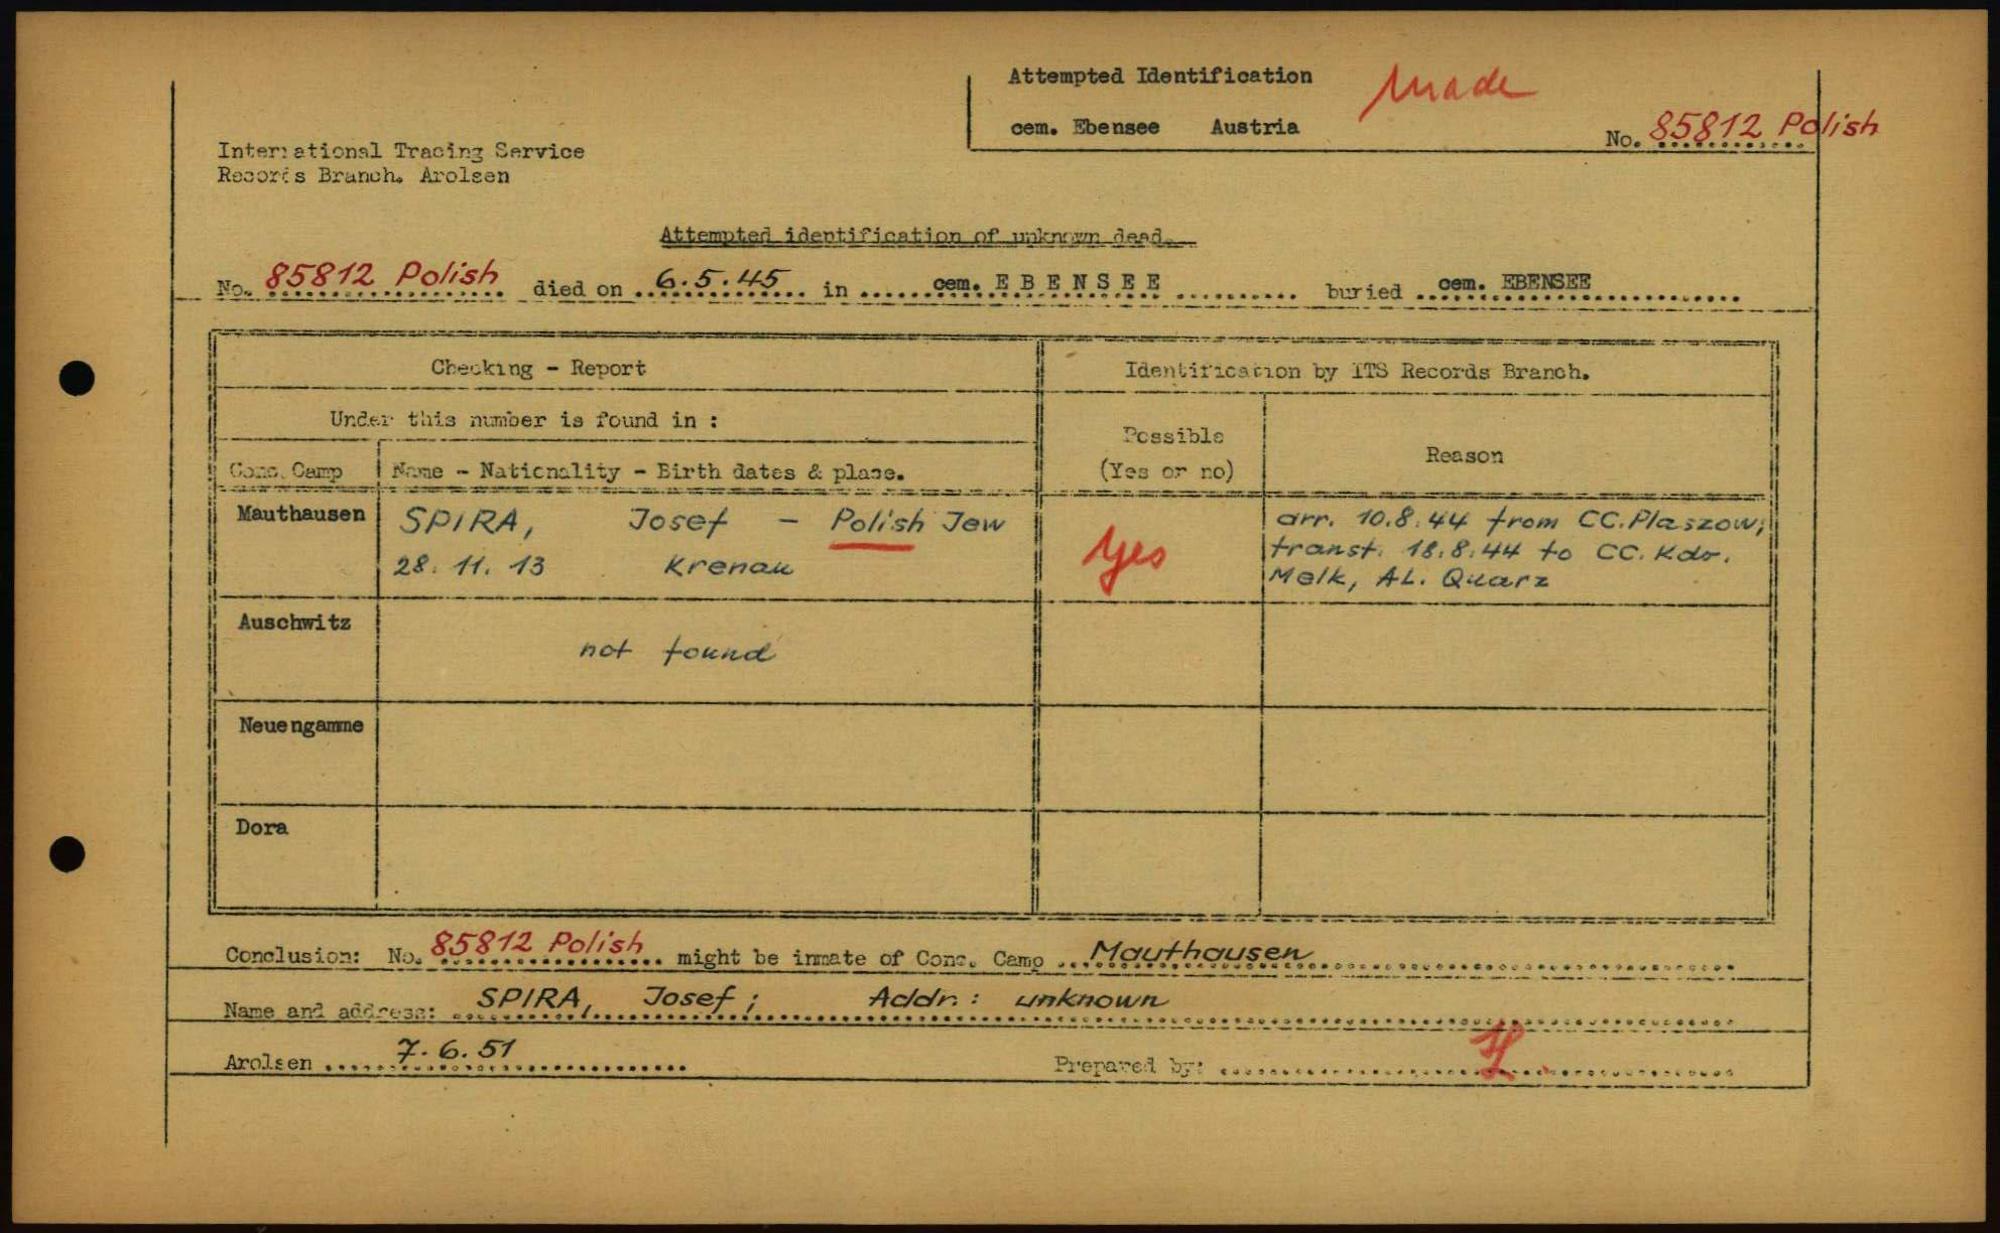 Attempted Identification made
cem. Ebensee Austria
No. 85812 Polish
International Tracing Service
Records Branch. Arolsen
Attempted identification of unknown dead.
No. 85812 Polish died on 6.5.45 in cem. E B E N S E E buried cem. EBENSEE
Checking - Report
Identification by ITS Records Branch.
Under this number is found in :
Possible
(Yes or no)
Reason
Conc. Camp Name - Nationality - Birth dates & place.
Mauthausen SPIRA, Josef - Polish Jew
28. 11. 13 Krenau
Yes
arr. 10.8.44 from CC. Plaszow;
transf. 18.8.44 to CC. Kdo.
Melk, AL. Quarz
Auschwitz
not found
Neuengamme
Dora
Conclusion: No. 85812 Polish might be inmate of Conc. Camp Mauthausen
Name and address: SPIRA, Josef; Addr.: unknown
Arolsen 7.6.51 Prepared by: